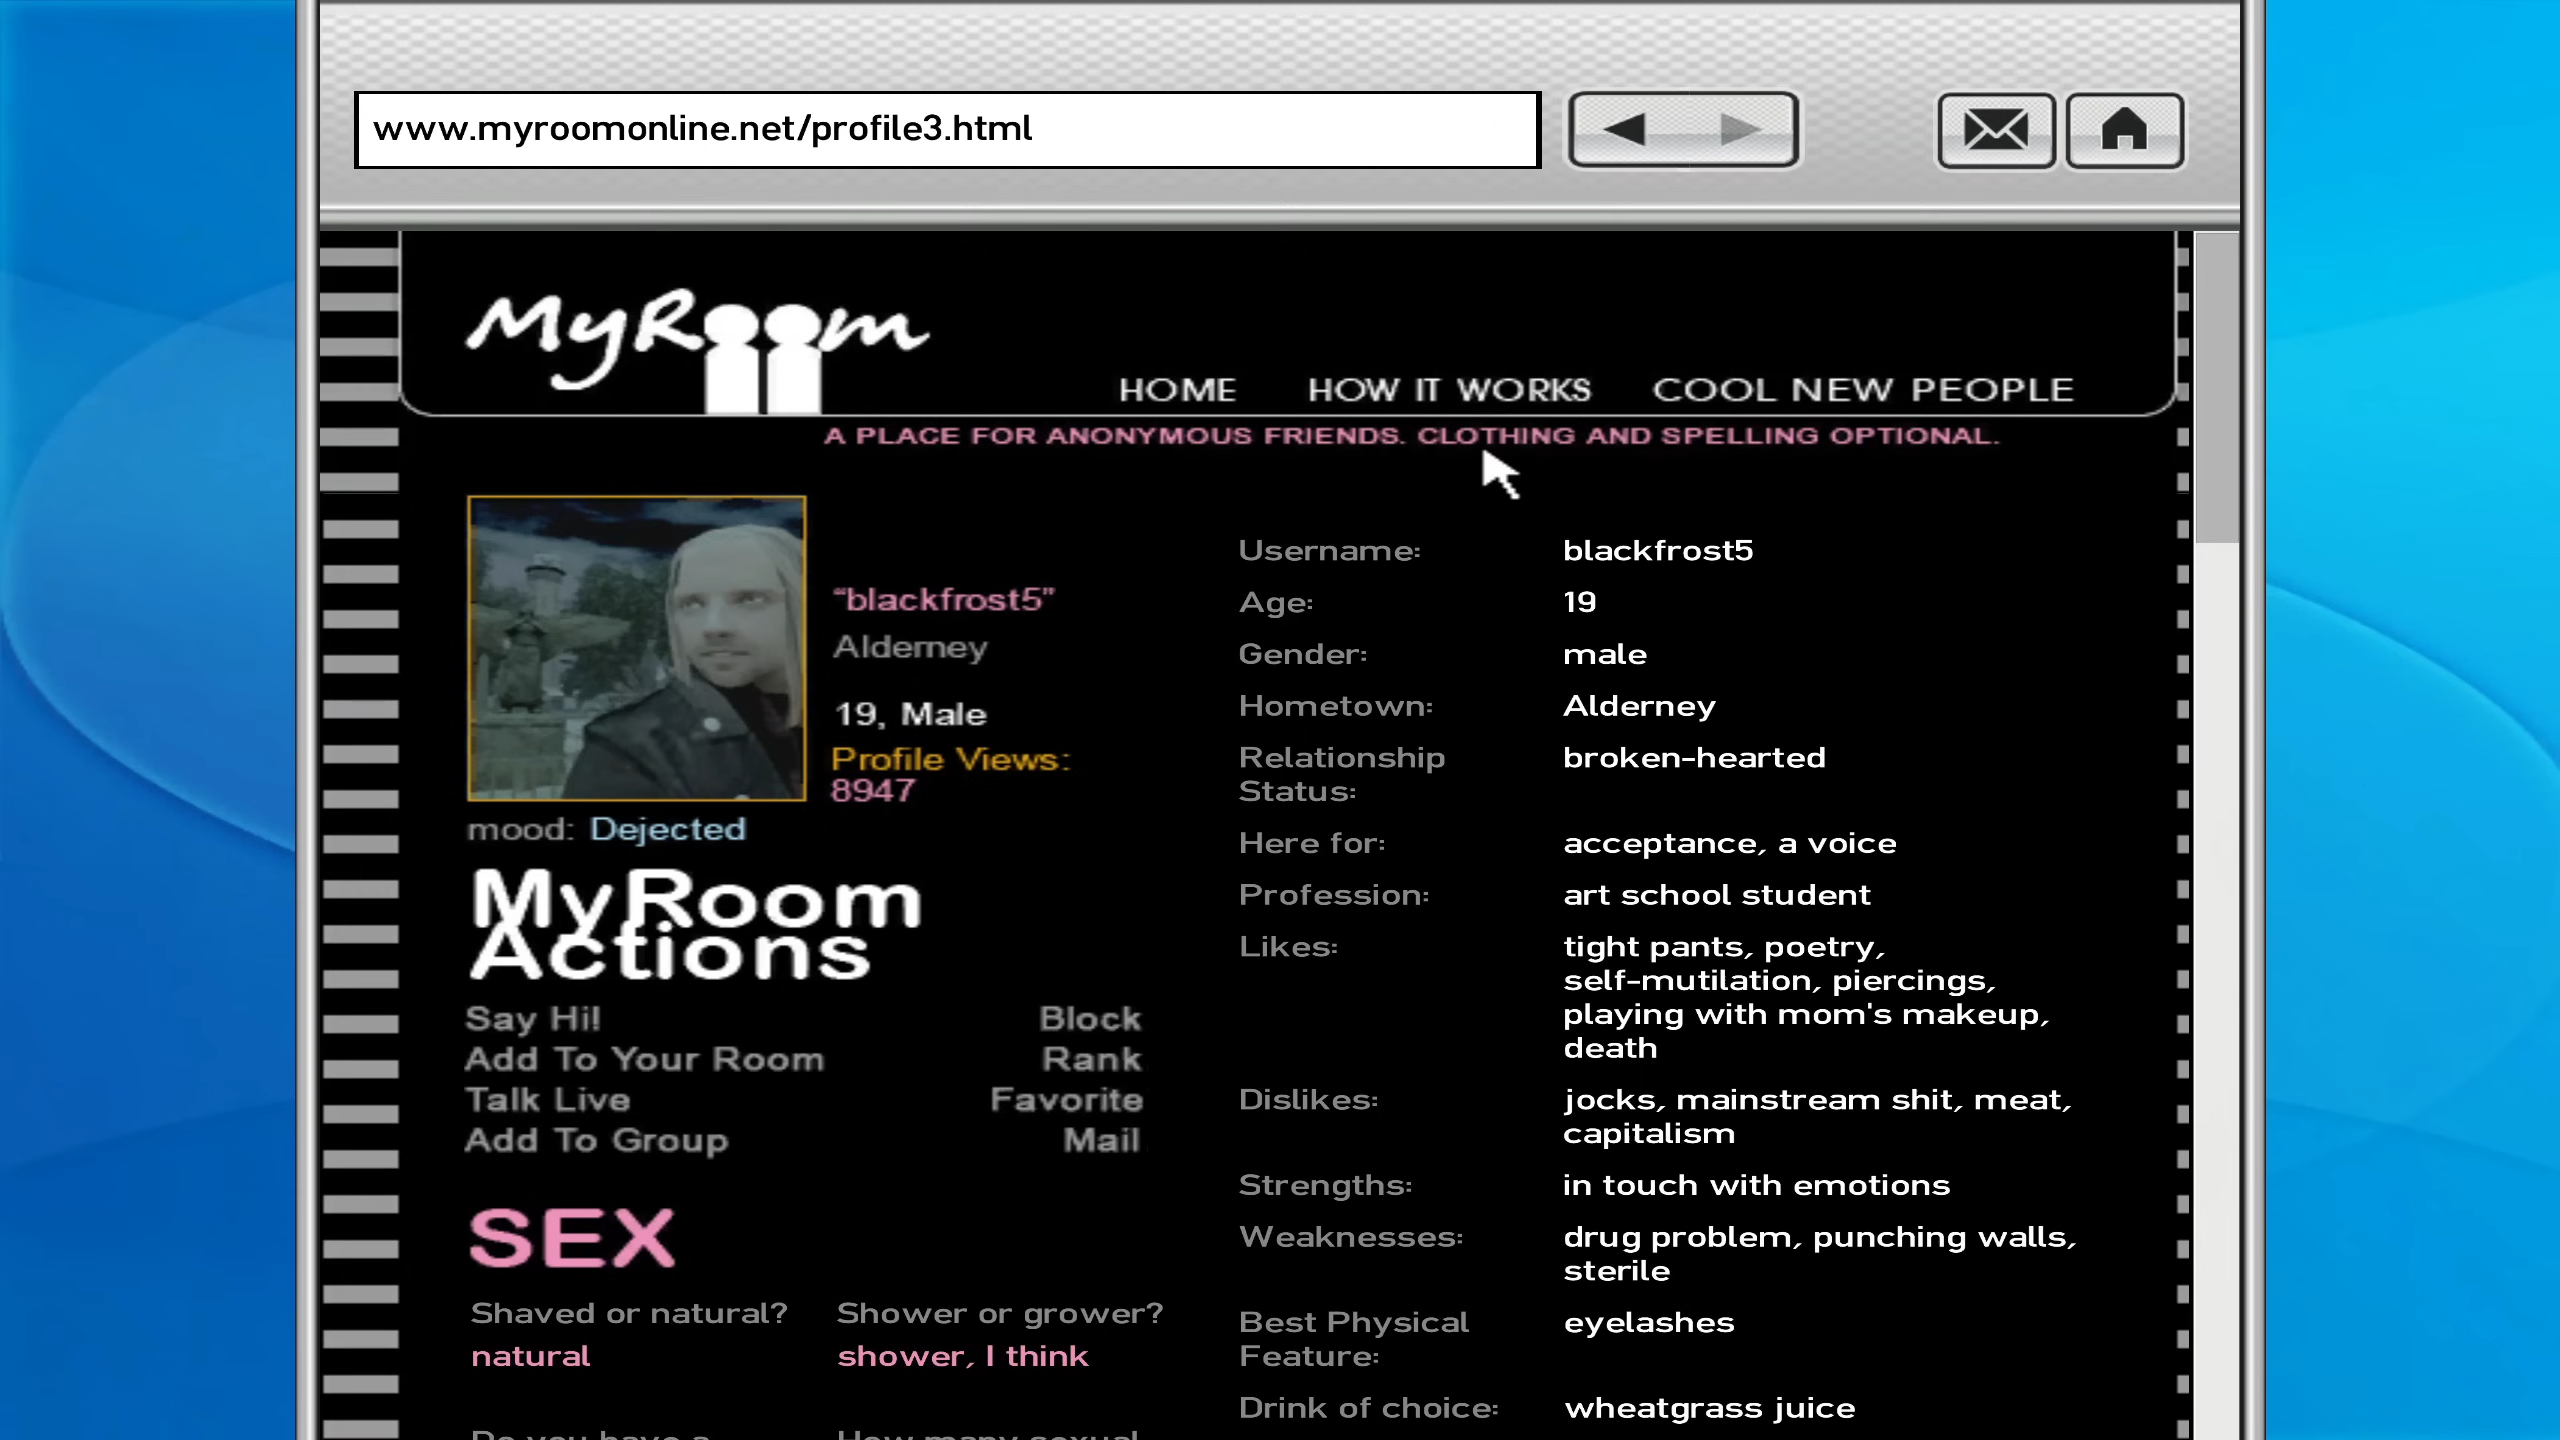 www.myroomonline.net/profile3.html
MyRoom
HOME HOW IT WORKS COOL NEW PEOPLE
A PLACE FOR ANONYMOUS FRIENDS. CLOTHING AND SPELLING OPTIONAL.
"blackfrost5"
Alderney
19, Male
Profile Views:
8947
mood: Dejected
MyRoom
Actions
Say Hi! Block
Add To Your Room Rank
Talk Live Favorite
Add To Group Mail
SEX
Shaved or natural? Shower or grower?
natural shower, I think
Username: blackfrost5
Age: 19
Gender: male
Hometown: Alderney
Relationship broken-hearted
Status:
Here for: acceptance, a voice
Profession: art school student
Likes: tight pants, poetry,
self-mutilation, piercings,
playing with mom's makeup,
death
Dislikes: jocks, mainstream shit, meat,
capitalism
Strengths: in touch with emotions
Weaknesses: drug problem, punching walls,
sterile
Best Physical eyelashes
Feature:
Drink of choice: wheatgrass juice